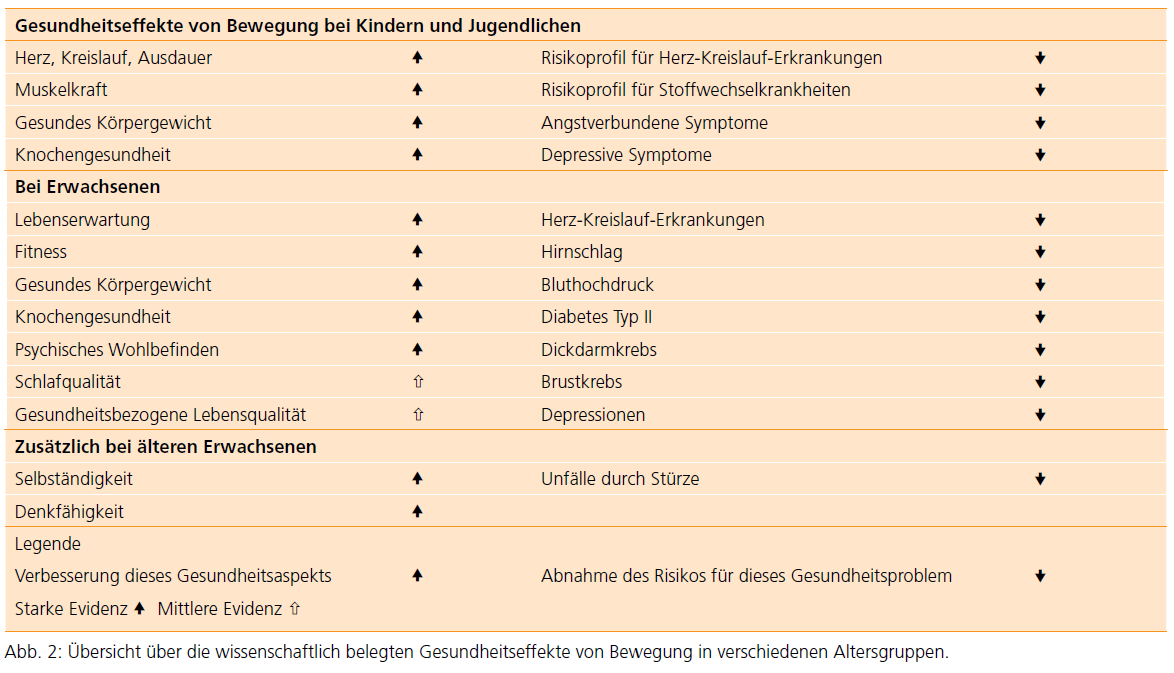 Gesundheitseffekte von Bewegung bei Kindern und Jugendlichen
Herz, Kreislauf, Ausdauer 🡅 Risikoprofil für Herz-Kreislauf-Erkrankungen 🡇
Muskelkraft 🡅 Risikoprofil für Stoffwechselkrankheiten 🡇
Gesundes Körpergewicht 🡅 Angstverbundene Symptome 🡇
Knochengesundheit 🡅 Depressive Symptome 🡇
Bei Erwachsenen
Lebenserwartung 🡅 Herz-Kreislauf-Erkrankungen 🡇
Fitness 🡅 Hirnschlag 🡇
Gesundes Körpergewicht 🡅 Bluthochdruck 🡇
Knochengesundheit 🡅 Diabetes Typ II 🡇
Psychisches Wohlbefinden 🡅 Dickdarmkrebs 🡇
Schlafqualität ⇧ Brustkrebs 🡇
Gesundheitsbezogene Lebensqualität ⇧ Depressionen 🡇
Zusätzlich bei älteren Erwachsenen
Selbständigkeit 🡅 Unfälle durch Stürze 🡇
Denkfähigkeit 🡅
Legende
Verbesserung dieses Gesundheitsaspekts 🡅 Abnahme des Risikos für dieses Gesundheitsproblem 🡇
Starke Evidenz 🡅 Mittlere Evidenz ⇧
Abb. 2: Übersicht über die wissenschaftlich belegten Gesundheitseffekte von Bewegung in verschiedenen Altersgruppen.